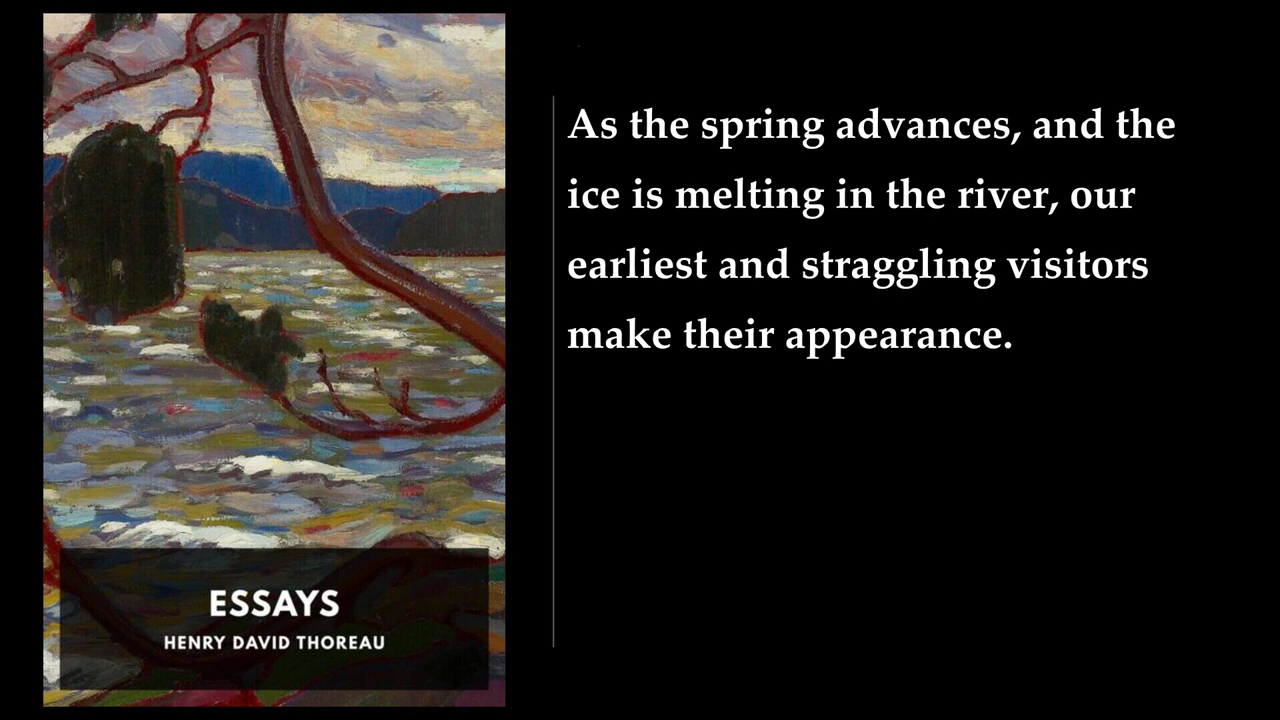 ESSAYS
HENRY DAVID THOREAU
As the spring advances, and the
ice is melting in the river, our
earliest and straggling visitors
make their appearance.